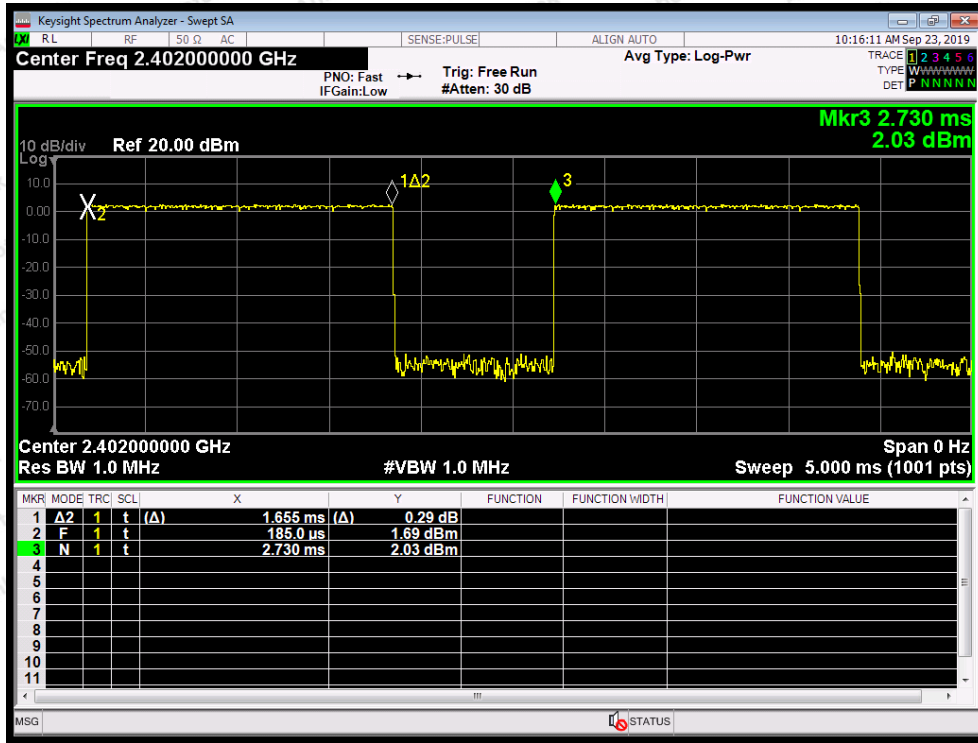 Keysight Spectrum Analyzer - Swept SA
LXI RL RF 50 Ω AC SENSE:PULSE ALIGN AUTO 10:16:11 AM Sep 23, 2019
Center Freq 2.402000000 GHz Avg Type: Log-Pwr TRACE 1 2 3 4 5 6
PNO: Fast Trig: Free Run TYPE W
IFGain:Low #Atten: 30 dB DET P N N N N N
Mkr3 2.730 ms
10 dB/div Ref 20.00 dBm 2.03 dBm
Log
10.0
1Δ2
3
0.00
2
-10.0
-20.0
-30.0
-40.0
-50.0
-60.0
-70.0
Center 2.402000000 GHz Span 0 Hz
Res BW 1.0 MHz #VBW 1.0 MHz Sweep 5.000 ms (1001 pts)
MKR MODE TRC SCL X Y FUNCTION FUNCTION WIDTH FUNCTION VALUE
1 Δ2 1 t (Δ) 1.655 ms (Δ) 0.29 dB
2 F 1 t 185.0 µs 1.69 dBm
3 N 1 t 2.730 ms 2.03 dBm
4
5
6
7
8
9
10
11
MSG STATUS